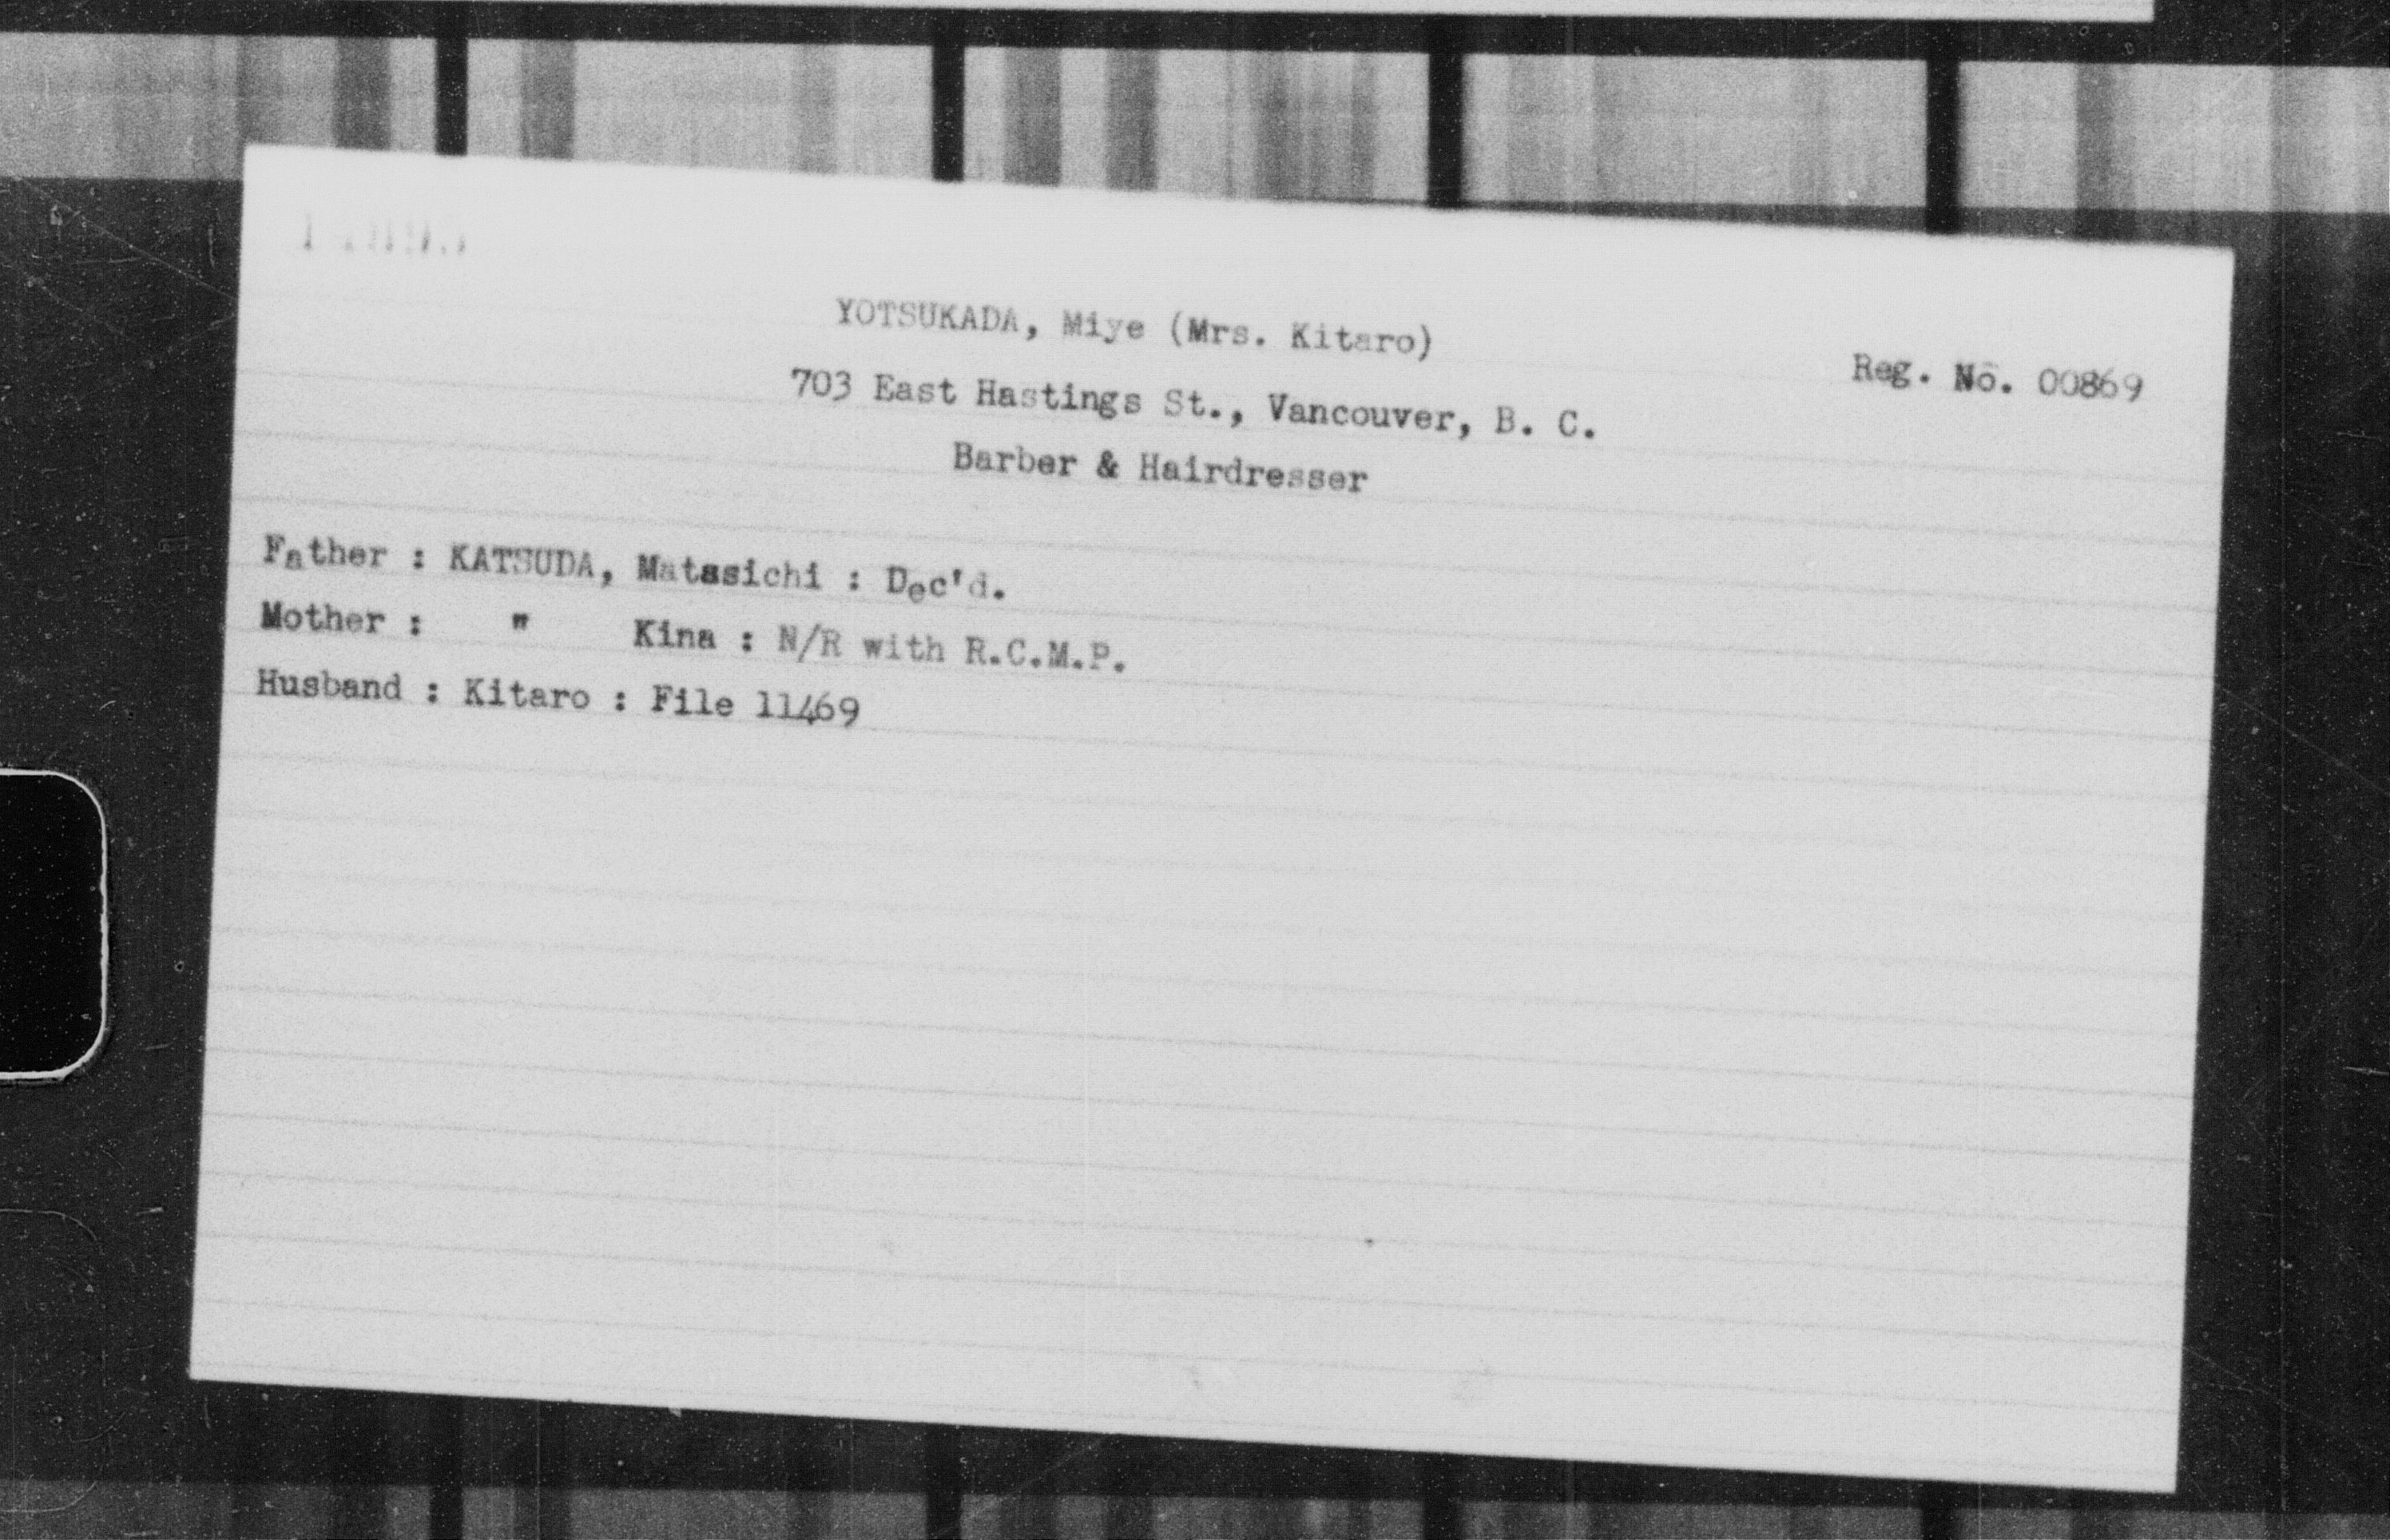 YOTSUKADA, Miye (Mrs. Kitaro)
Reg. No. 00869
703 East Hastings St., Vancouver, B. C.
Barber & Hairdresser
Father : KATSUDA, Matasichi : Dec'd.
Mother : " Kina : N/R with R.C.M.P.
Husband : Kitaro : File 11469